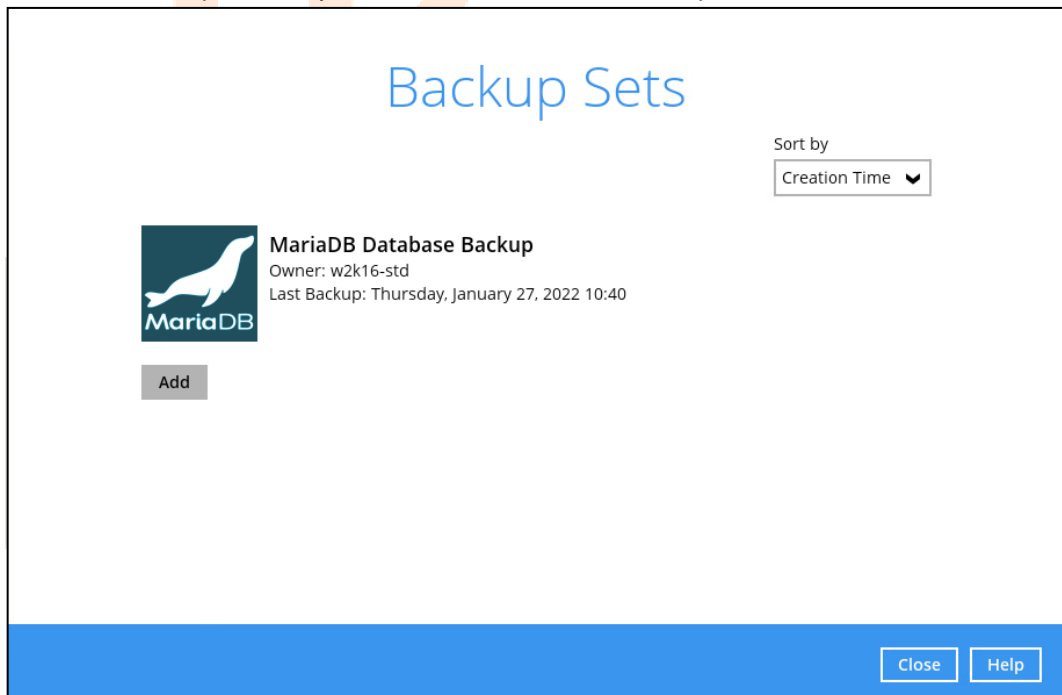 Backup Sets
Sort by
Creation Time
MariaDB Database Backup
Owner: w2k16-std
Last Backup: Thursday, January 27, 2022 10:40
MariaDB
Add
Close
Help